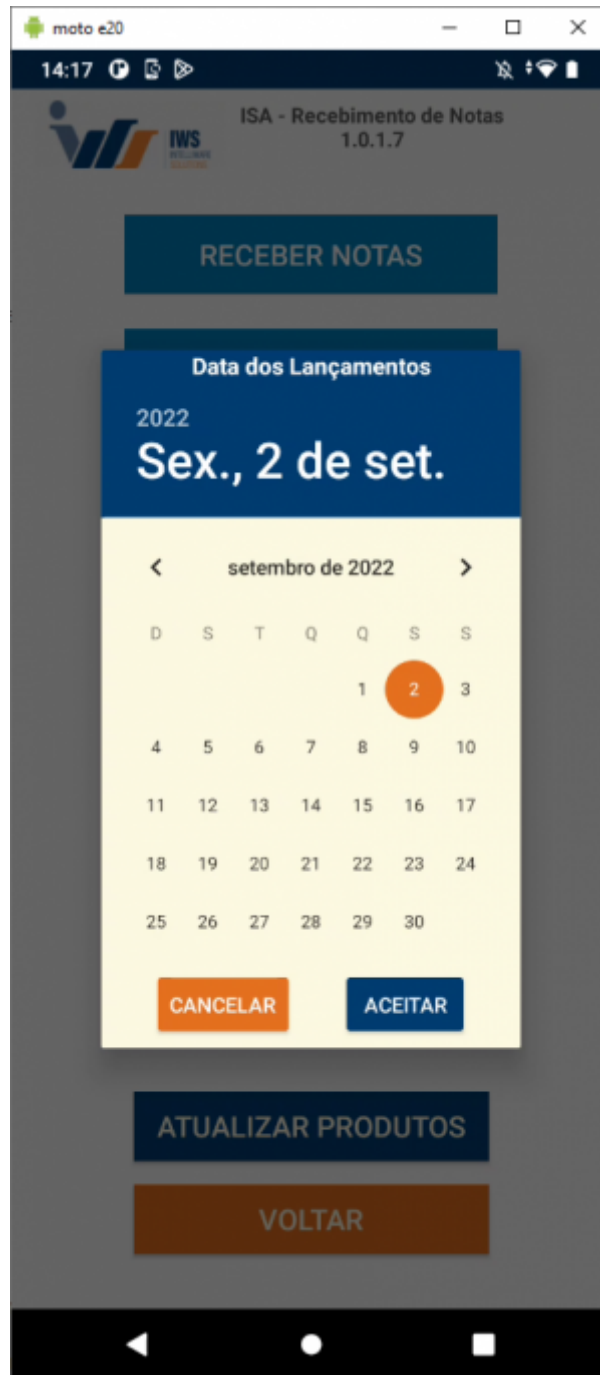 moto e20
14:17
ISA - Recebimento de Notas
1.0.1.7
IWS
RECEBER NOTAS
Data dos Lançamentos
2022
Sex., 2 de set.
setembro de 2022
D S T Q Q S S
1 2 3
4 5 6 7 8 9 10
11 12 13 14 15 16 17
18 19 20 21 22 23 24
25 26 27 28 29 30
CANCELAR ACEITAR
ATUALIZAR PRODUTOS
VOLTAR